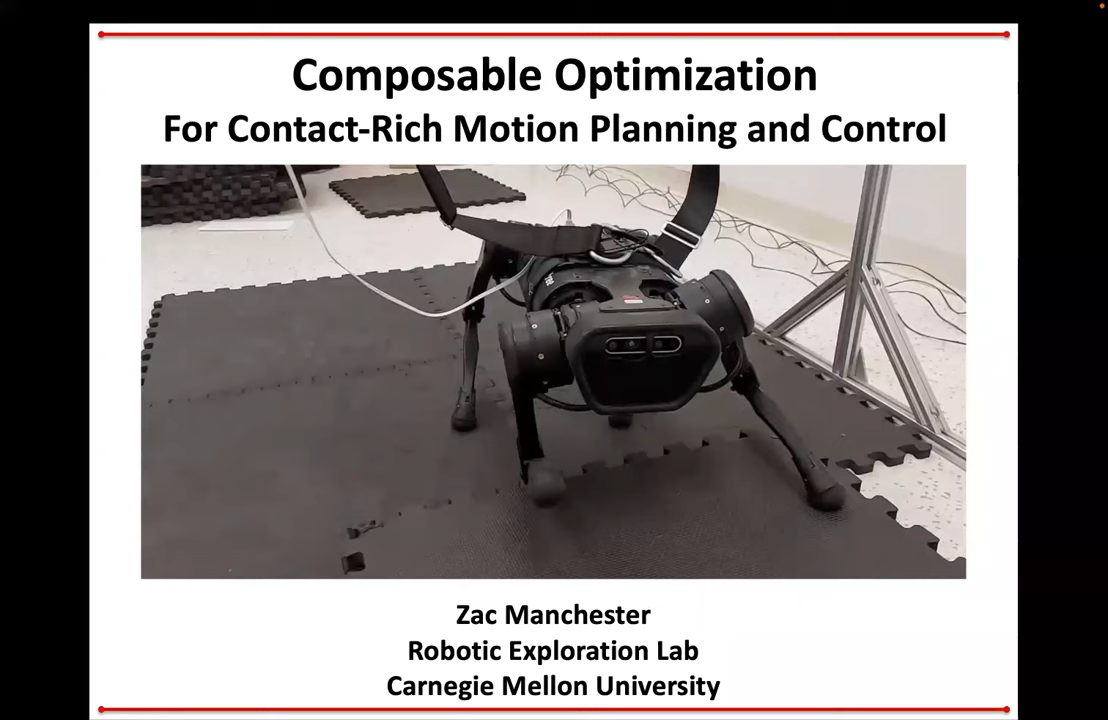 Composable Optimization
For Contact-Rich Motion Planning and Control
Zac Manchester
Robotic Exploration Lab
Carnegie Mellon University